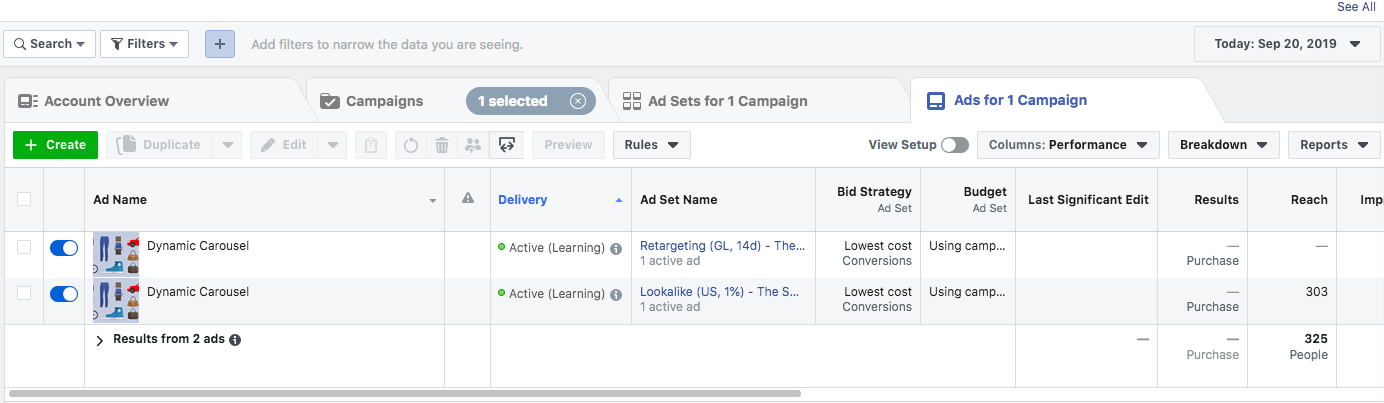 See All
Search Filters + Add filters to narrow the data you are seeing. Today: Sep 20, 2019
Account Overview Campaigns 1 selected Ad Sets for 1 Campaign Ads for 1 Campaign
+ Create Duplicate Edit Preview Rules View Setup Columns: Performance Breakdown Reports
Ad Name Delivery Ad Set Name Bid Strategy Budget Last Significant Edit Results Reach Imp
Ad Set Ad Set
Dynamic Carousel Active (Learning) Retargeting (GL, 14d) - The... Lowest cost Using camp... — —
1 active ad Conversions Purchase
Dynamic Carousel Active (Learning) Lookalike (US, 1%) - The S... Lowest cost Using camp... — 303
1 active ad Conversions Purchase
Results from 2 ads — — 325
Purchase People